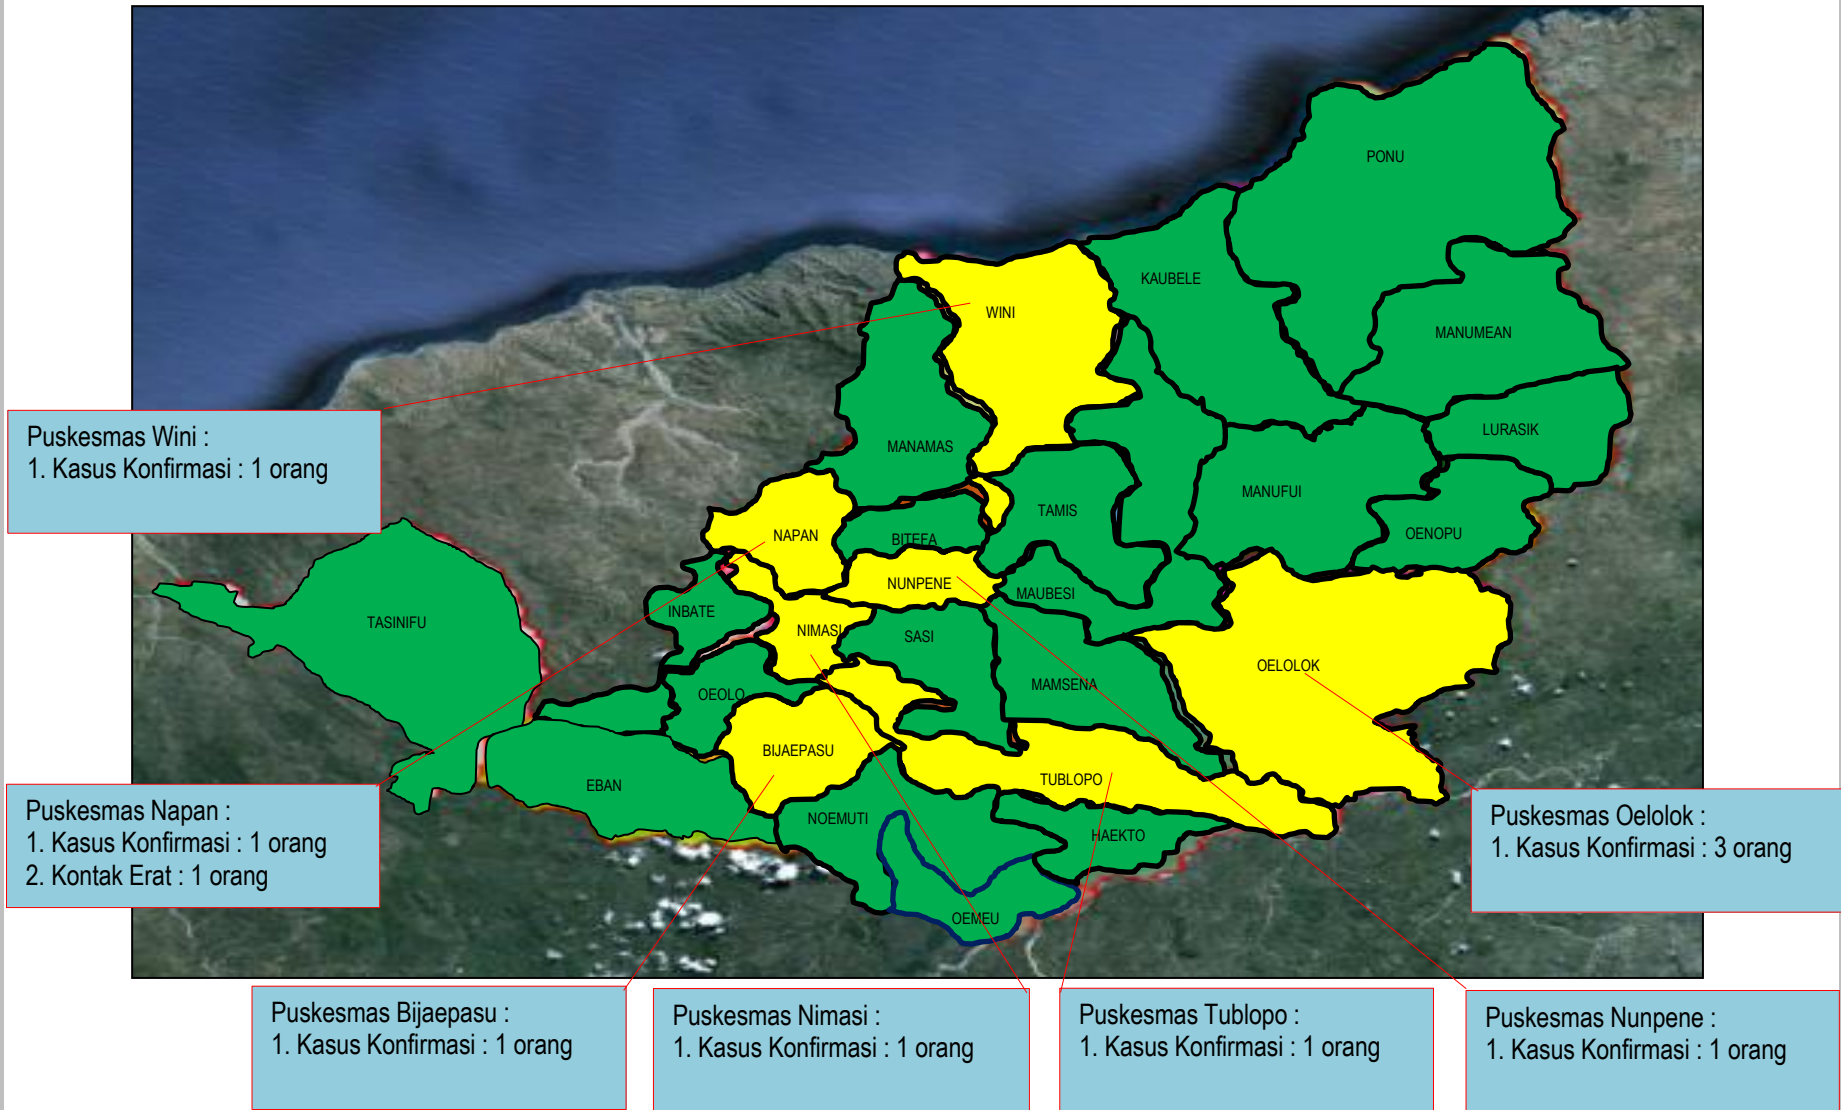 PONU
KAUBELE
WINI
MANUMEAN
LURASIK
MANAMAS
MANUFUI
TAMIS
OENOPU
NAPAN
BITEFA
NUNPENE
MAUBESI
INBATE
TASINIFU
NIMASI
SASI
OELOLOK
MAMSENA
OEOLO
BIJAEPASU
TUBLOPO
EBAN
NOEMUTI
HAEKTO
OEMEU
Puskesmas Wini :
1. Kasus Konfirmasi : 1 orang
Puskesmas Napan :
1. Kasus Konfirmasi : 1 orang
2. Kontak Erat : 1 orang
Puskesmas Oelolok :
1. Kasus Konfirmasi : 3 orang
Puskesmas Bijaepasu :
1. Kasus Konfirmasi : 1 orang
Puskesmas Nimasi :
1. Kasus Konfirmasi : 1 orang
Puskesmas Tublopo :
1. Kasus Konfirmasi : 1 orang
Puskesmas Nunpene :
1. Kasus Konfirmasi : 1 orang